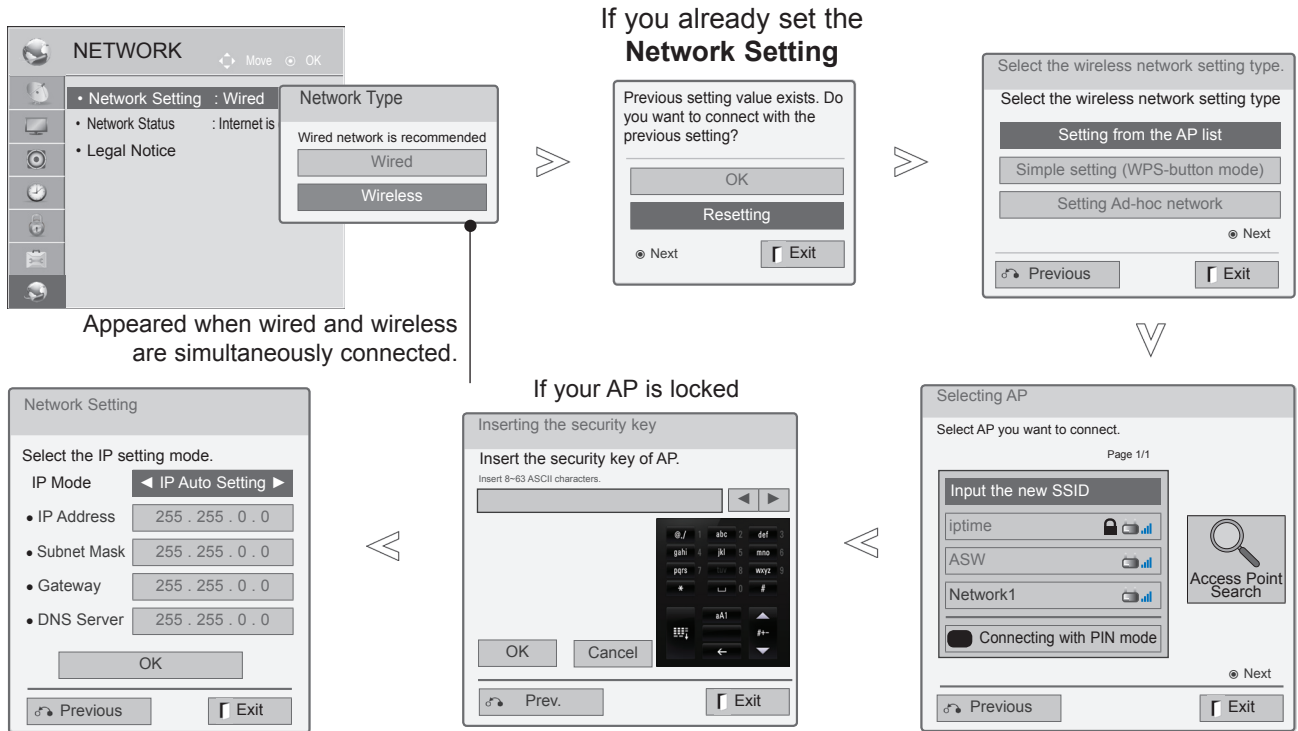 NETWORK
Move ⊙ OK
• Network Setting : Wired
• Network Status : Internet is
• Legal Notice
Network Type
Wired network is recommended
Wired
Wireless
Appeared when wired and wireless
are simultaneously connected.
If you already set the
Network Setting
Previous setting value exists. Do
you want to connect with the
previous setting?
OK
Resetting
⊙ Next
Exit
Select the wireless network setting type.
Select the wireless network setting type
Setting from the AP list
Simple setting (WPS-button mode)
Setting Ad-hoc network
⊙ Next
Previous
Exit
Selecting AP
Select AP you want to connect.
Page 1/1
Input the new SSID
iptime
ASW
Network1
Connecting with PIN mode
Access Point
Search
⊙ Next
Previous
Exit
If your AP is locked
Inserting the security key
Insert the security key of AP.
Insert 8~63 ASCII characters.
◀ ▶
@./ 1 abc 2 def 3
gahi 4 jkl 5 mno 6
pqrs 7 tuv 8 wxyz 9
* ␣ 0 #
aA1
#+-
←
OK
Cancel
Prev.
Exit
Network Setting
Select the IP setting mode.
IP Mode ◀ IP Auto Setting ▶
• IP Address 255 . 255 . 0 . 0
• Subnet Mask 255 . 255 . 0 . 0
• Gateway 255 . 255 . 0 . 0
• DNS Server 255 . 255 . 0 . 0
OK
Previous
Exit